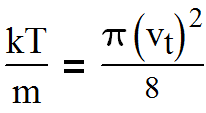 kT/m = π(v_t)²/8